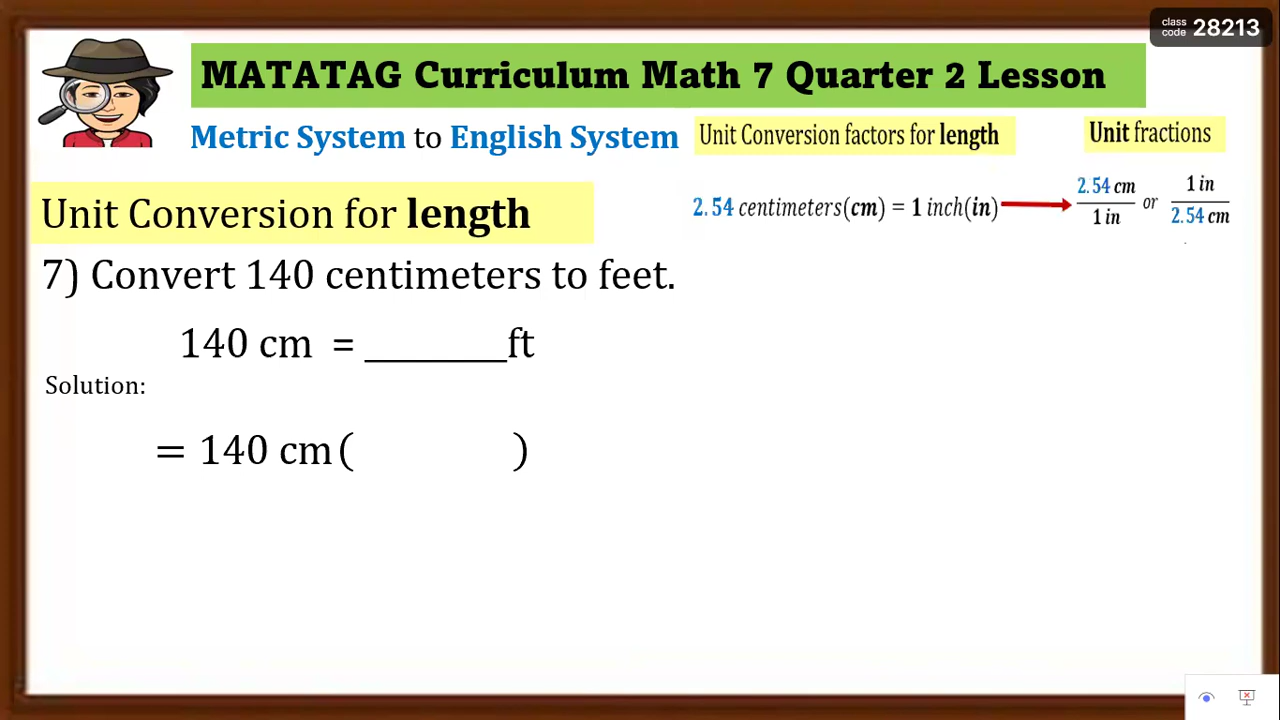 class code 28213
MATATAG Curriculum Math 7 Quarter 2 Lesson
Metric System to English System
Unit Conversion factors for length
Unit fractions
Unit Conversion for length
2.54 centimeters(cm) = 1 inch(in)
2.54 cm / 1 in or 1 in / 2.54 cm
7) Convert 140 centimeters to feet.
140 cm = ________ft
Solution:
= 140 cm( )